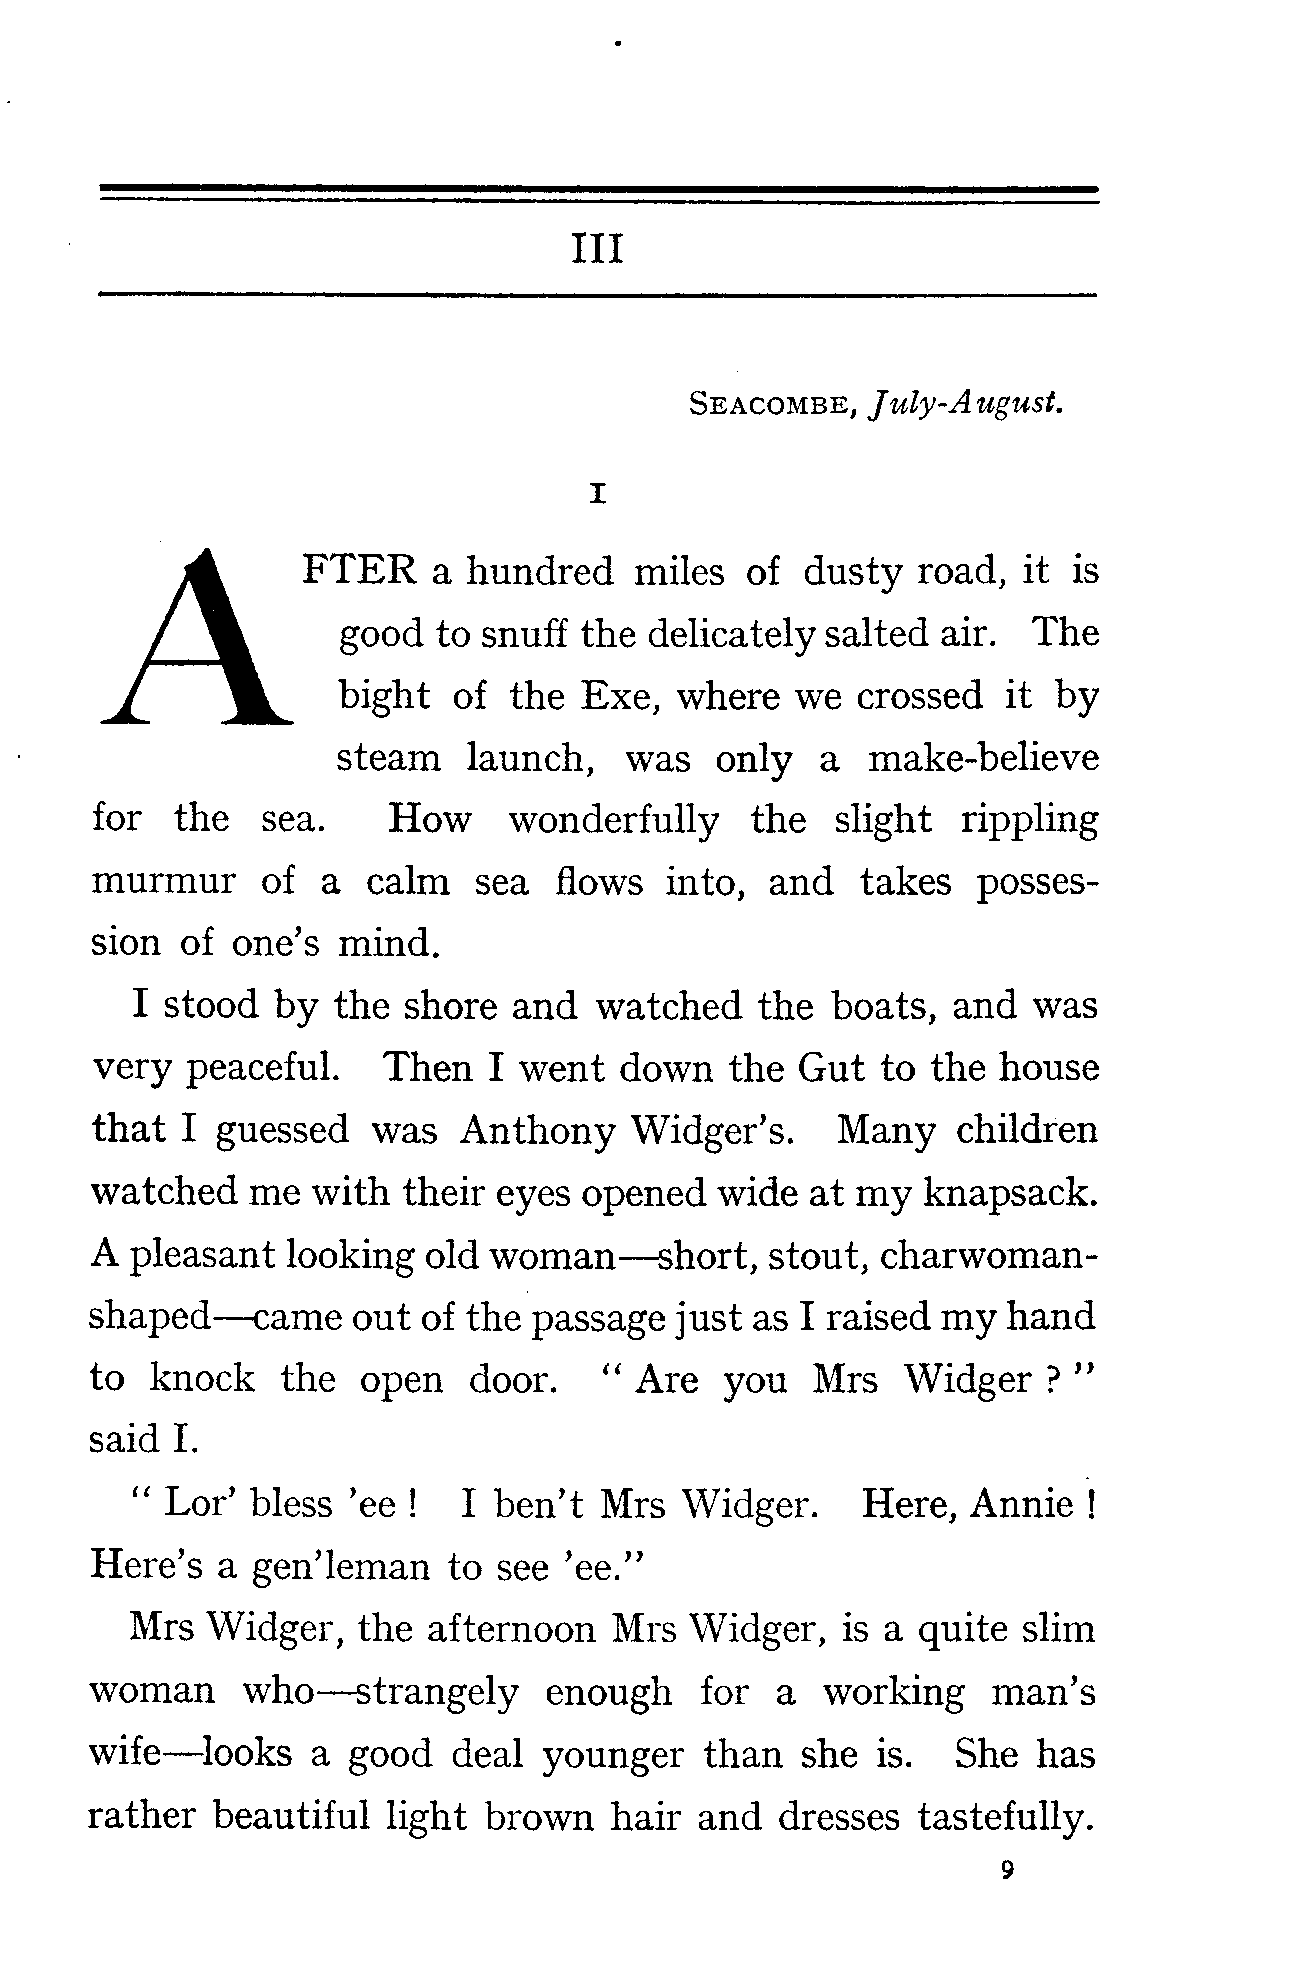 III
SEACOMBE, July-August.
I
AFTER a hundred miles of dusty road, it is
good to snuff the delicately salted air. The
bight of the Exe, where we crossed it by
steam launch, was only a make-believe
for the sea. How wonderfully the slight rippling
murmur of a calm sea flows into, and takes posses-
sion of one's mind.
I stood by the shore and watched the boats, and was
very peaceful. Then I went down the Gut to the house
that I guessed was Anthony Widger's. Many children
watched me with their eyes opened wide at my knapsack.
A pleasant looking old woman—short, stout, charwoman-
shaped—came out of the passage just as I raised my hand
to knock the open door. “ Are you Mrs Widger ? ”
said I.
“ Lor' bless 'ee ! I ben't Mrs Widger. Here, Annie !
Here's a gen'leman to see 'ee.”
Mrs Widger, the afternoon Mrs Widger, is a quite slim
woman who—strangely enough for a working man's
wife—looks a good deal younger than she is. She has
rather beautiful light brown hair and dresses tastefully.
9